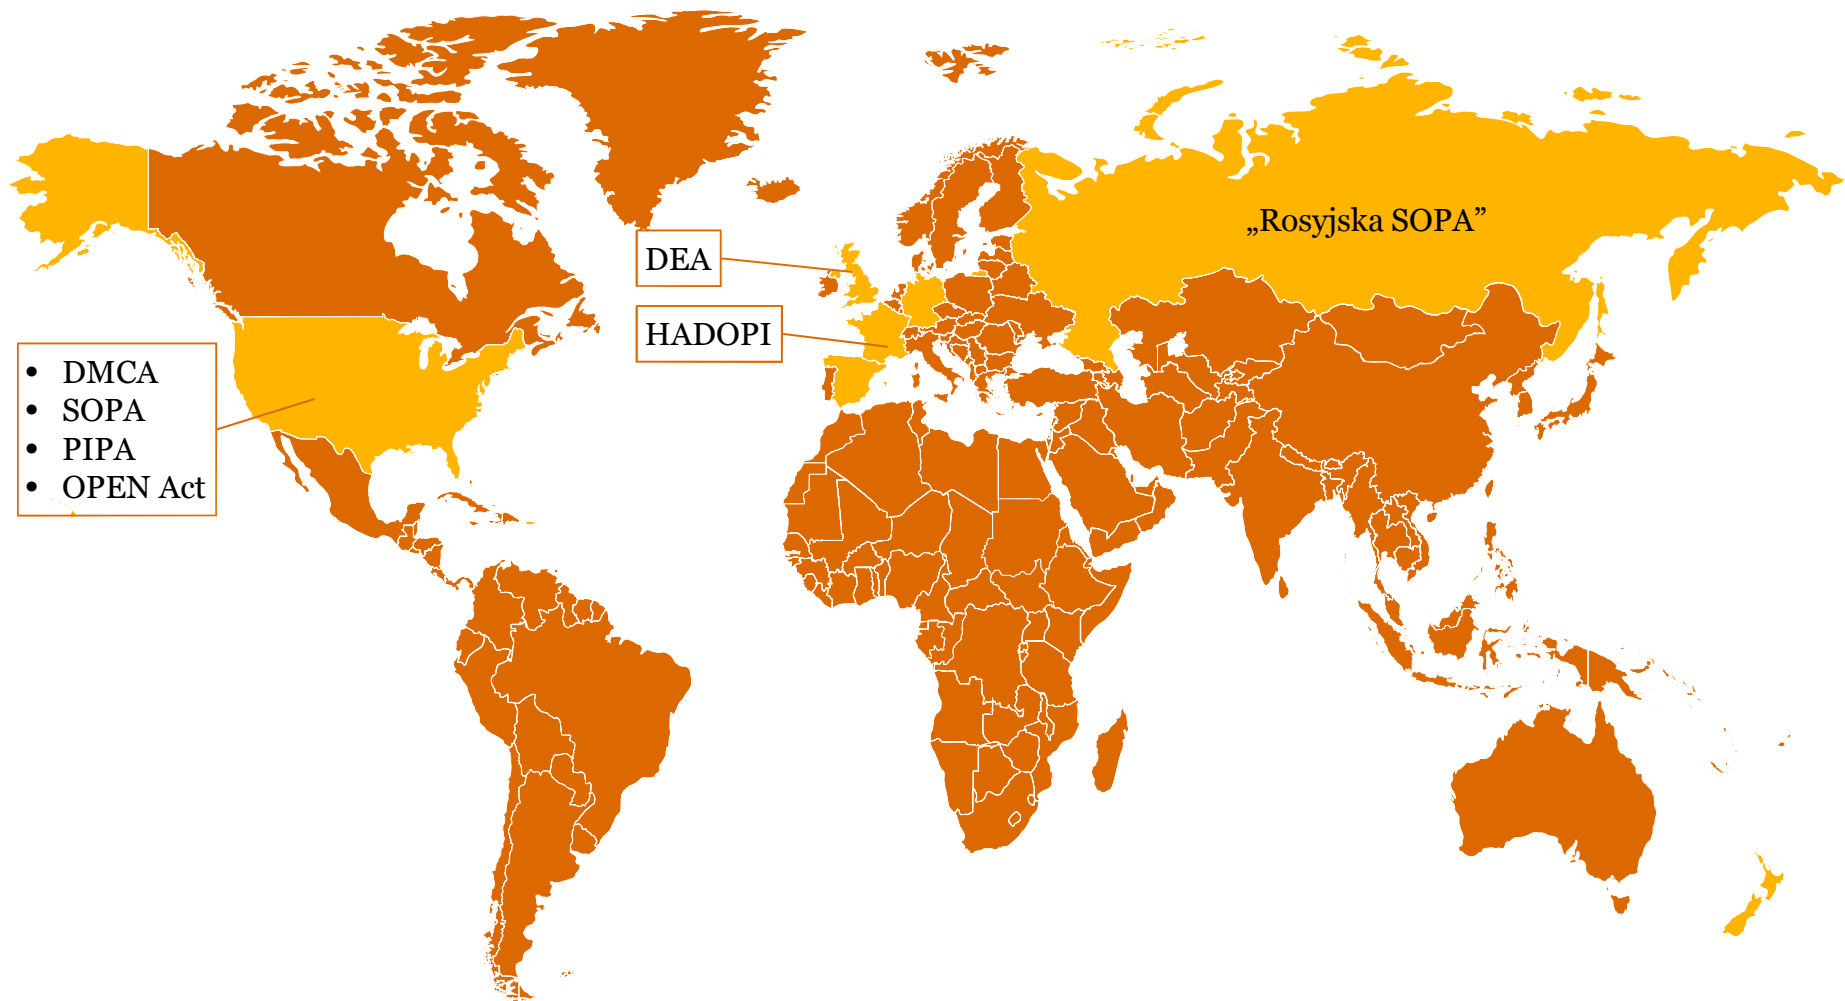 „Rosyjska SOPA”
DEA
HADOPI
• DMCA
• SOPA
• PIPA
• OPEN Act